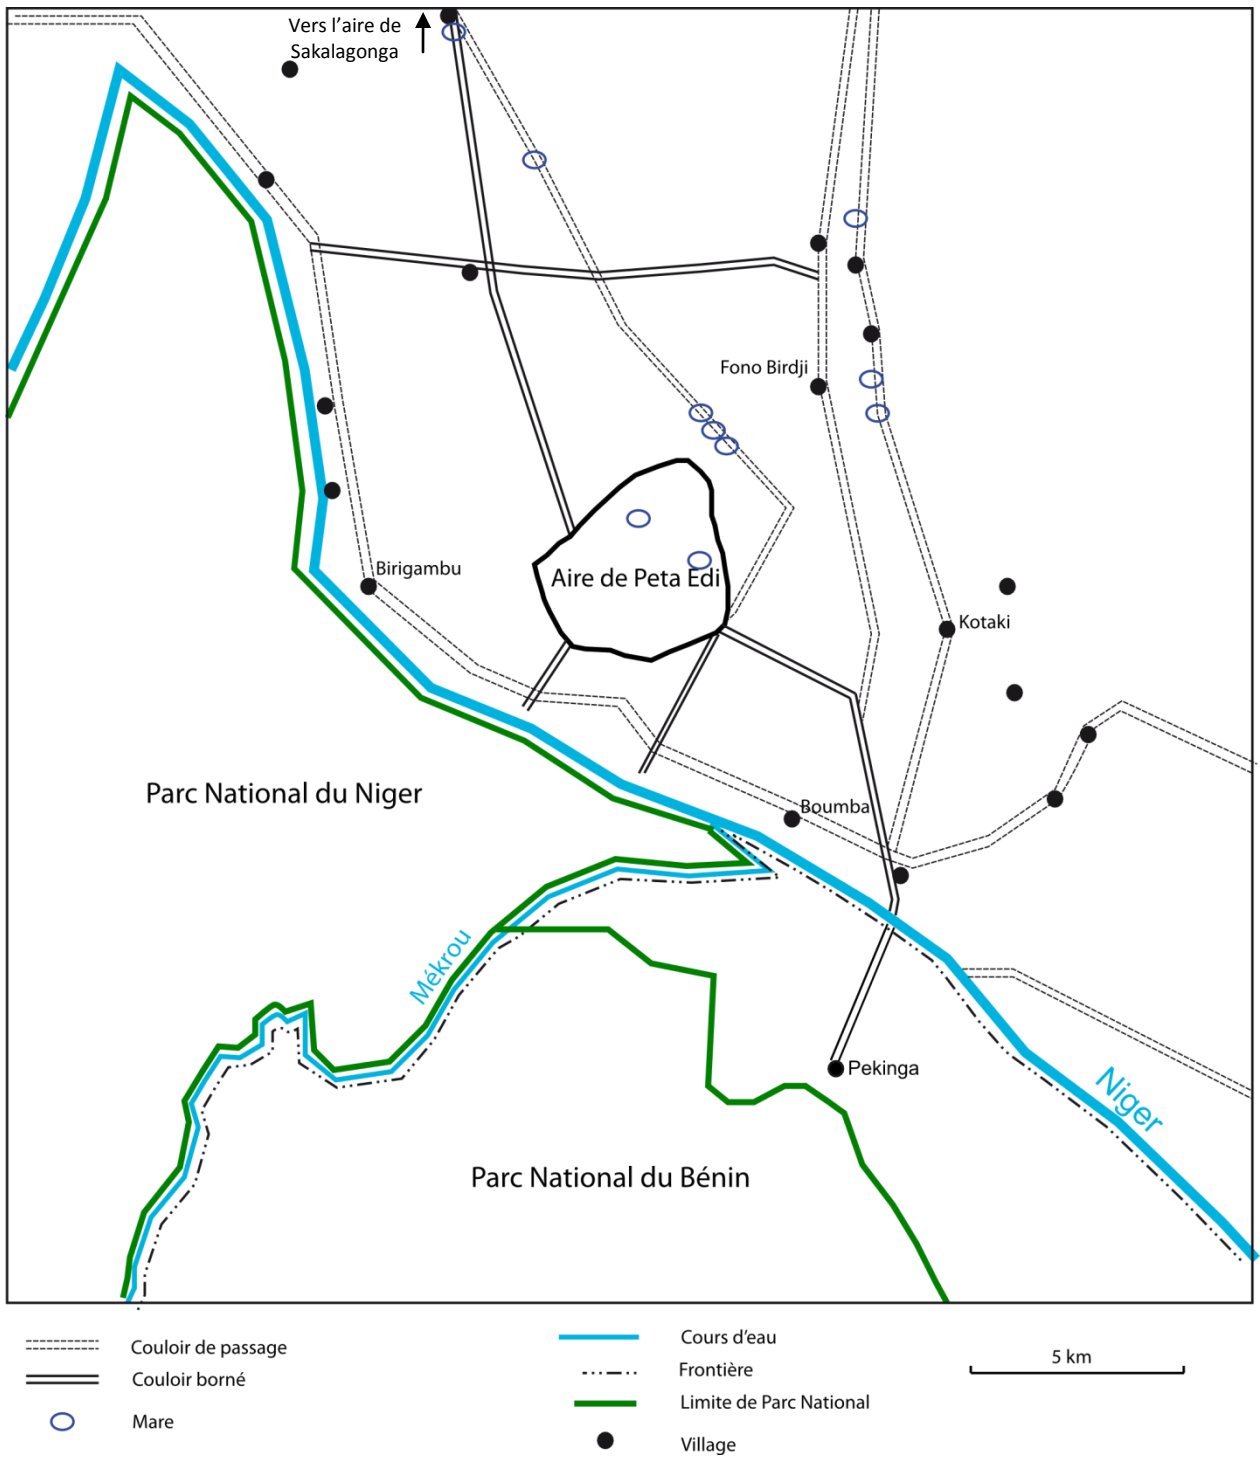 Vers l'aire de
Sakalagonga
Fono Birdji
Birigambu
Aire de Peta Edi
Kotaki
Parc National du Niger
Boumba
Mékrou
Pekinga
Niger
Parc National du Bénin
Couloir de passage
Couloir borné
Mare
Cours d'eau
Frontière
Limite de Parc National
Village
5 km